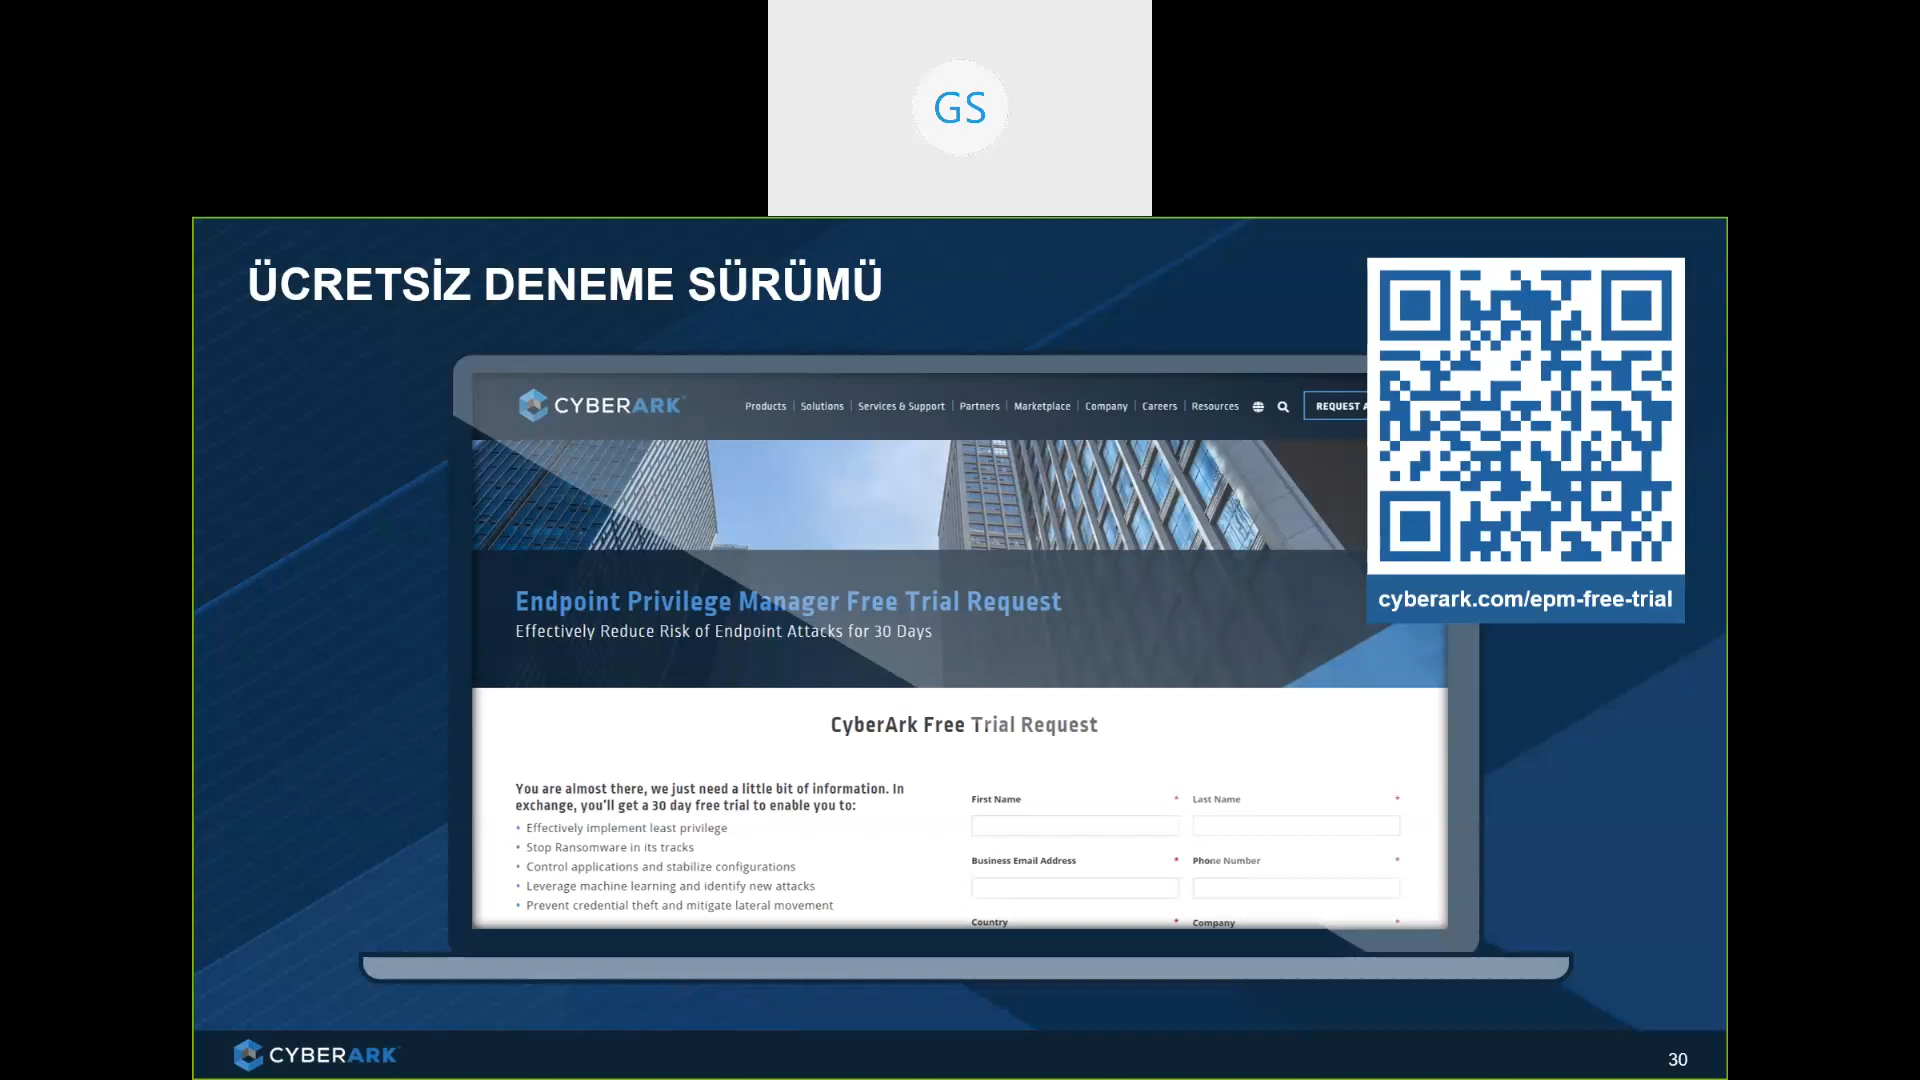 GS
ÜCRETSİZ DENEME SÜRÜMÜ
CYBERARK
Products | Solutions | Services & Support | Partners | Marketplace | Company | Careers | Resources
REQUEST A
cyberark.com/epm-free-trial
Endpoint Privilege Manager Free Trial Request
Effectively Reduce Risk of Endpoint Attacks for 30 Days
CyberArk Free Trial Request
You are almost there, we just need a little bit of information. In
exchange, you'll get a 30 day free trial to enable you to:
• Effectively implement least privilege
• Stop Ransomware in its tracks
• Control applications and stabilize configurations
• Leverage machine learning and identify new attacks
• Prevent credential theft and mitigate lateral movement
First Name * Last Name *
Business Email Address * Phone Number *
Country * Company *
CYBERARK
30